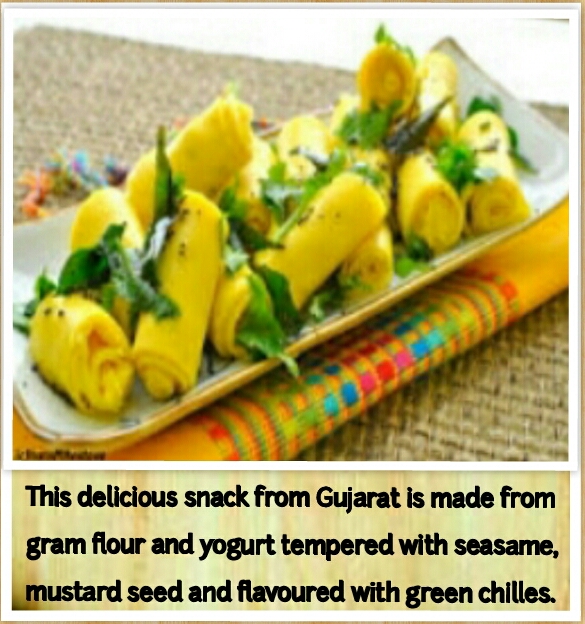 This delicious snack from Gujarat is made from
gram flour and yogurt tempered with seasame,
mustard seed and flavoured with green chilles.